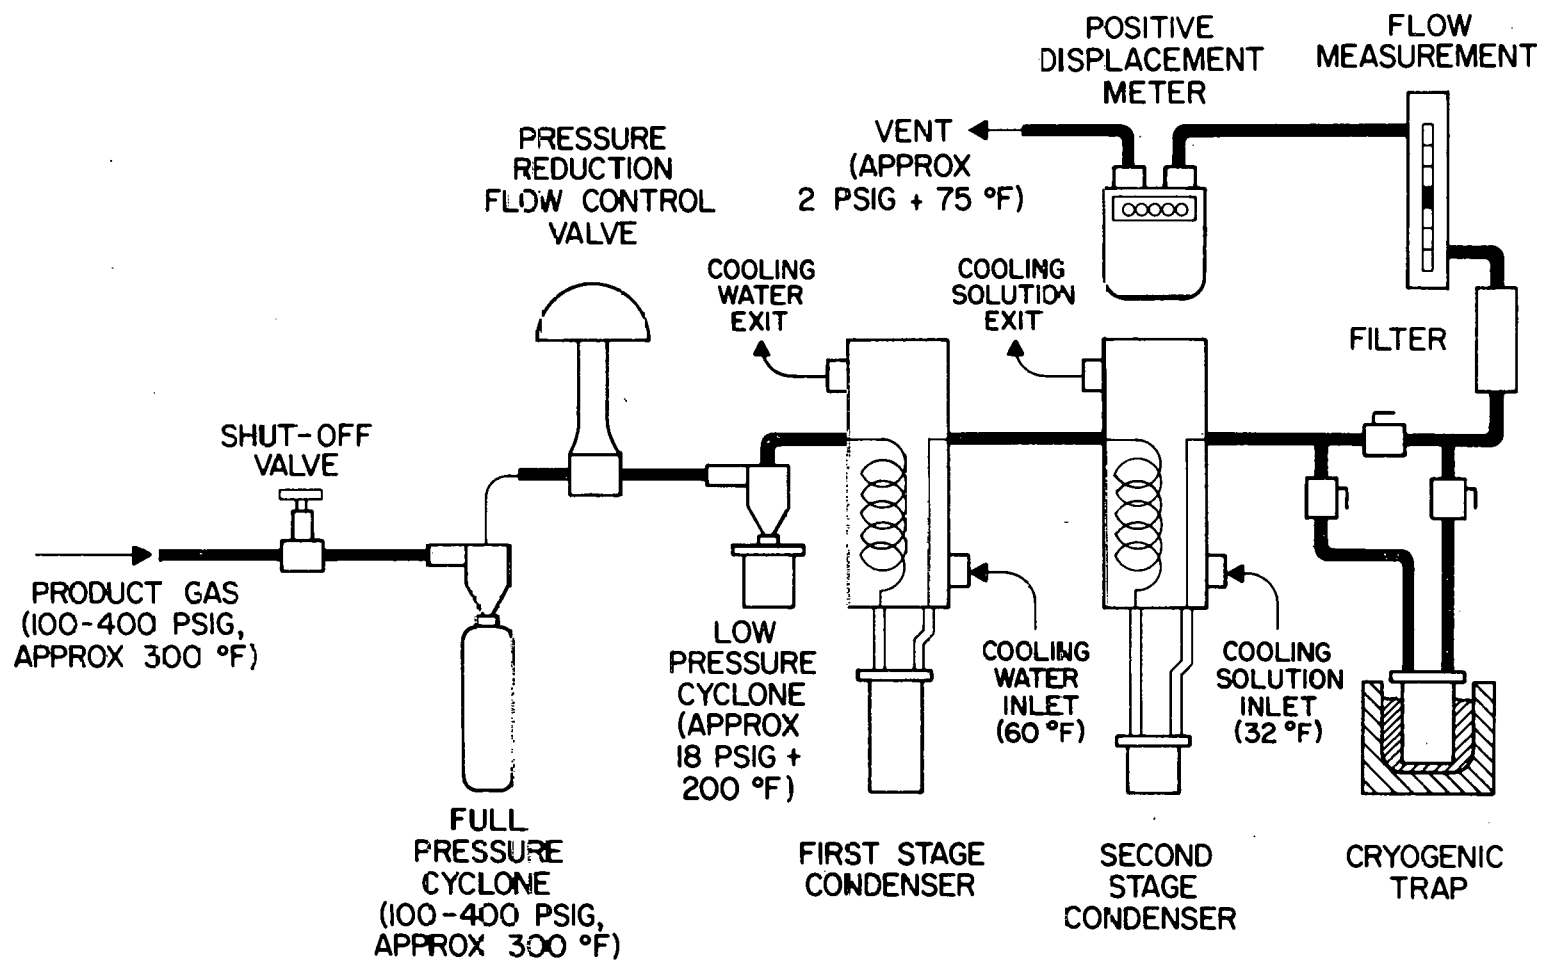 POSITIVE
DISPLACEMENT
METER
FLOW
MEASUREMENT
VENT
(APPROX
2 PSIG + 75 °F)
PRESSURE
REDUCTION
FLOW CONTROL
VALVE
COOLING
WATER
EXIT
COOLING
SOLUTION
EXIT
FILTER
SHUT-OFF
VALVE
PRODUCT GAS
(100-400 PSIG,
APPROX 300 °F)
LOW
PRESSURE
CYCLONE
(APPROX
18 PSIG +
200 °F)
COOLING
WATER
INLET
(60 °F)
COOLING
SOLUTION
INLET
(32 °F)
FULL
PRESSURE
CYCLONE
(100-400 PSIG,
APPROX 300 °F)
FIRST STAGE
CONDENSER
SECOND
STAGE
CONDENSER
CRYOGENIC
TRAP